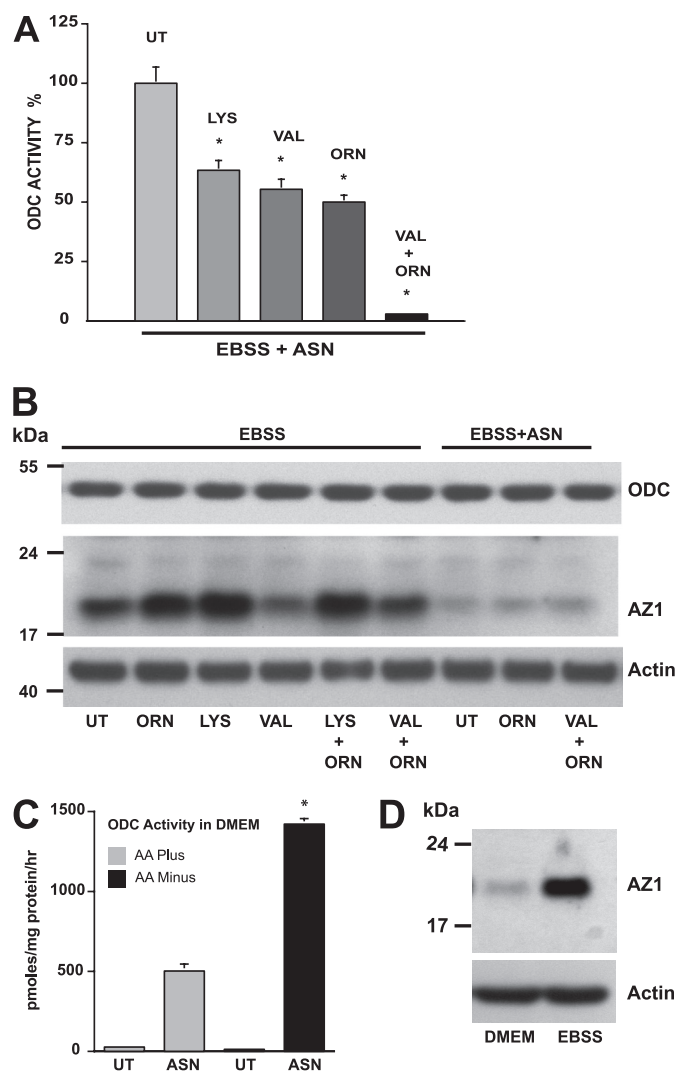 A
125
100
75
50
25
0
ODC ACTIVITY %
UT
LYS
*
VAL
*
ORN
*
VAL
+
ORN
*
EBSS + ASN
B
kDa
EBSS
EBSS+ASN
55
ODC
24
AZ1
17
Actin
40
UT ORN LYS VAL LYS VAL UT ORN VAL
+ + +
ORN ORN ORN
C
1500
1000
500
0
pmoles/mg protein/hr
ODC Activity in DMEM
AA Plus
AA Minus
*
UT ASN UT ASN
D
kDa
24
AZ1
17
Actin
DMEM EBSS